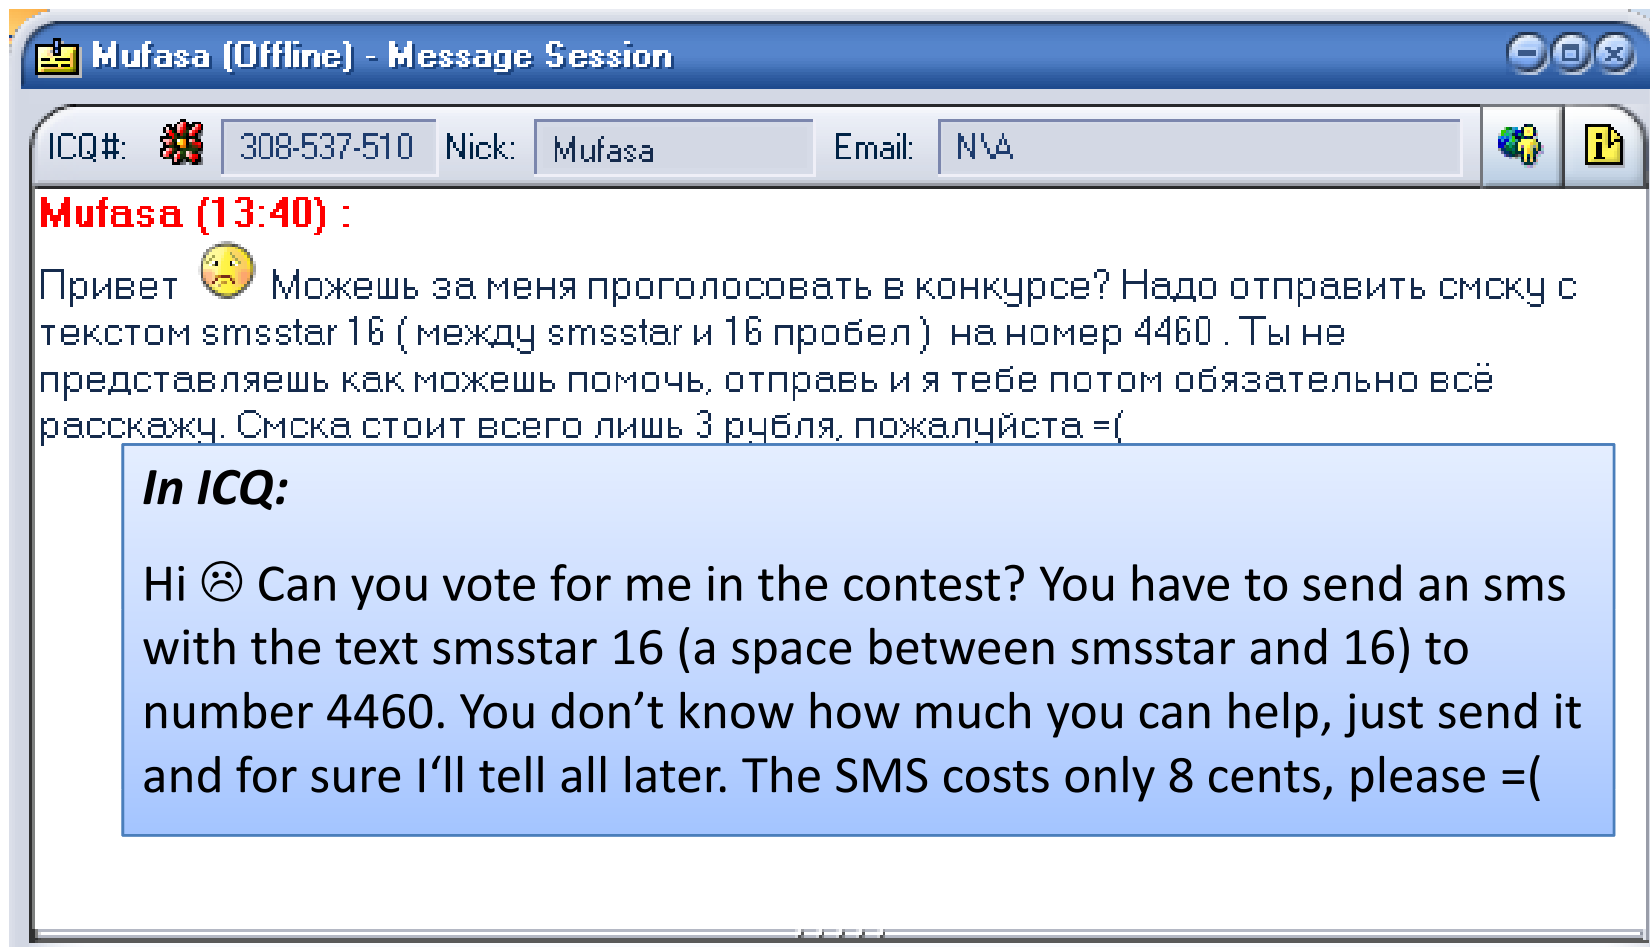 Mufasa (Offline) - Message Session
ICQ#: 308-537-510 Nick: Mufasa Email: N\A
Mufasa (13:40) :
Привет Можешь за меня проголосовать в конкурсе? Надо отправить смску с
текстом smsstar 16 ( между smsstar и 16 пробел ) на номер 4460 . Ты не
представляешь как можешь помочь, отправь и я тебе потом обязательно всё
расскажу. Смска стоит всего лишь 3 рубля, пожалуйста =(
In ICQ:
Hi ☹ Can you vote for me in the contest? You have to send an sms
with the text smsstar 16 (a space between smsstar and 16) to
number 4460. You don’t know how much you can help, just send it
and for sure I‘ll tell all later. The SMS costs only 8 cents, please =(